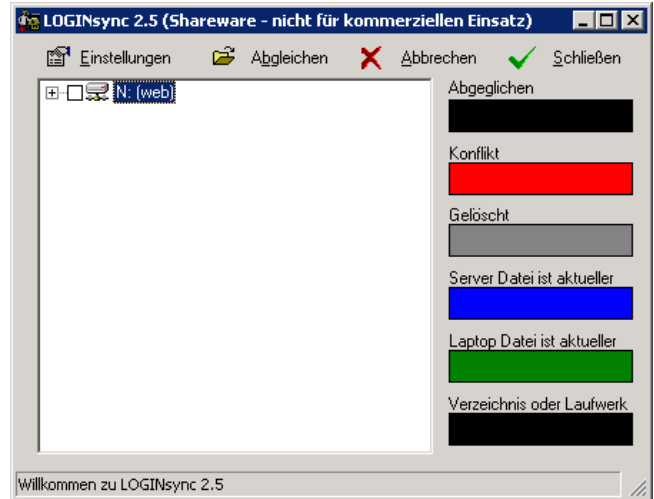 LOGINsync 2.5 (Shareware - nicht für kommerziellen Einsatz)
Einstellungen Abgleichen Abbrechen Schließen
N: (web)
Abgeglichen
Konflikt
Gelöscht
Server Datei ist aktueller
Laptop Datei ist aktueller
Verzeichnis oder Laufwerk
Willkommen zu LOGINsync 2.5